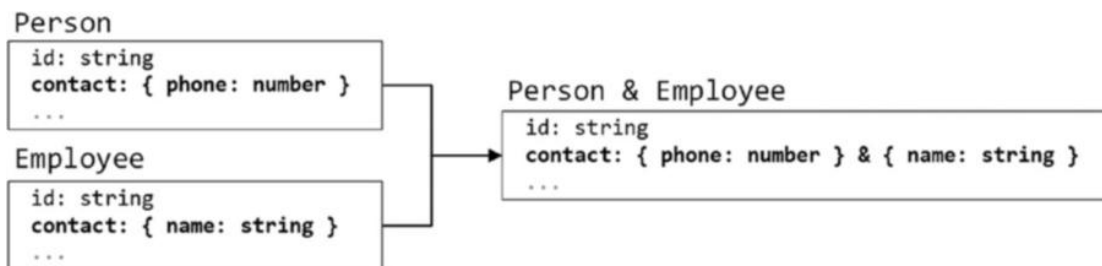 Person
id: string
contact: { phone: number }
...
Employee
id: string
contact: { name: string }
...
Person & Employee
id: string
contact: { phone: number } & { name: string }
...